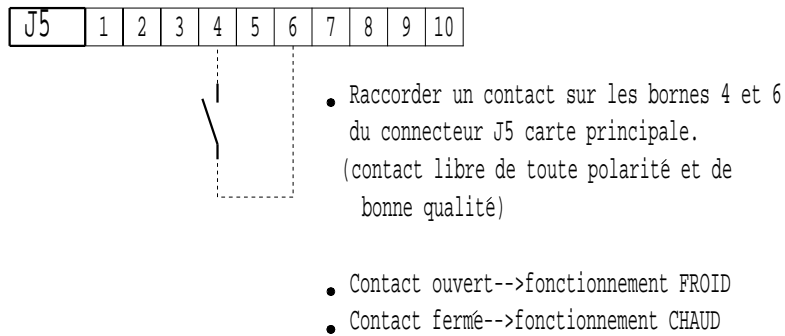 J5 1 2 3 4 5 6 7 8 9 10
Raccorder un contact sur les bornes 4 et 6
du connecteur J5 carte principale.
(contact libre de toute polarité et de
bonne qualité)
Contact ouvert-->fonctionnement FROID
Contact fermé-->fonctionnement CHAUD